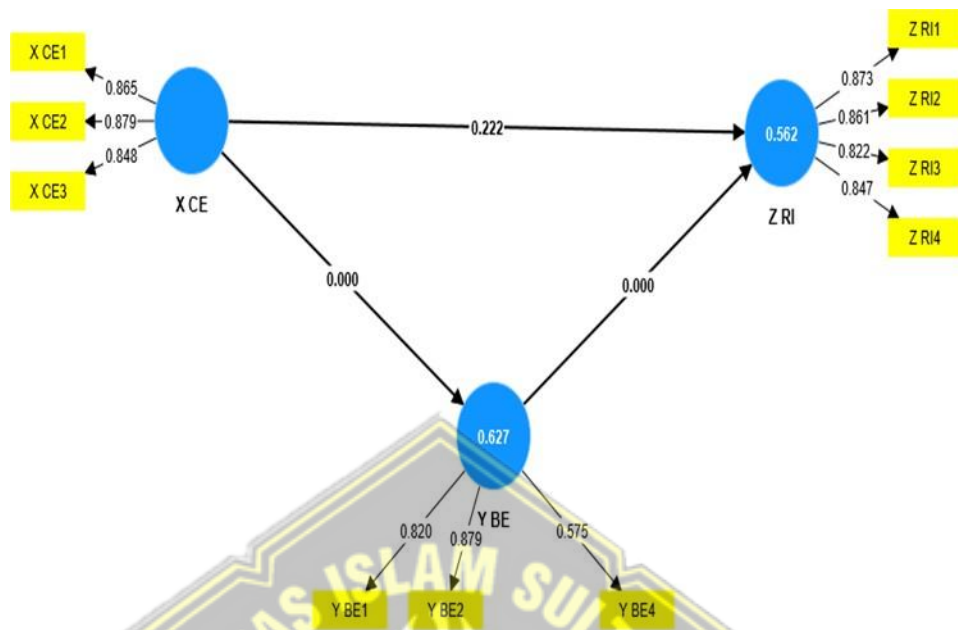 X CE1
X CE2
X CE3
0.865
0.879
0.848
X CE
0.222
0.562
Z RI
0.873
0.861
0.822
0.847
Z RI1
Z RI2
Z RI3
Z RI4
0.000
0.000
0.627
Y BE
0.820
0.879
0.575
ISLAM
Y BE1
Y BE2
Y BE4